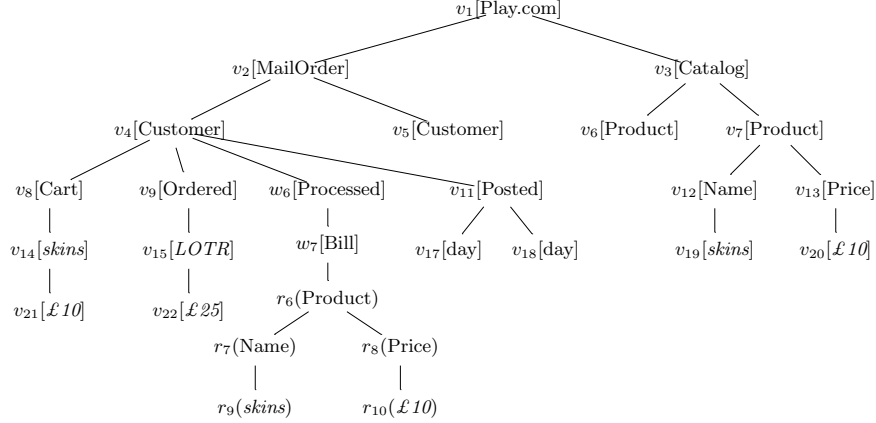 v1[Play.com]
v2[MailOrder] v3[Catalog]
v4[Customer] v5[Customer] v6[Product] v7[Product]
v8[Cart] v9[Ordered] w6[Processed] v11[Posted] v12[Name] v13[Price]
v14[skins] v15[LOTR] w7[Bill] v17[day] v18[day] v19[skins] v20[£10]
v21[£10] v22[£25] r6(Product)
r7(Name) r8(Price)
r9(skins) r10(£10)